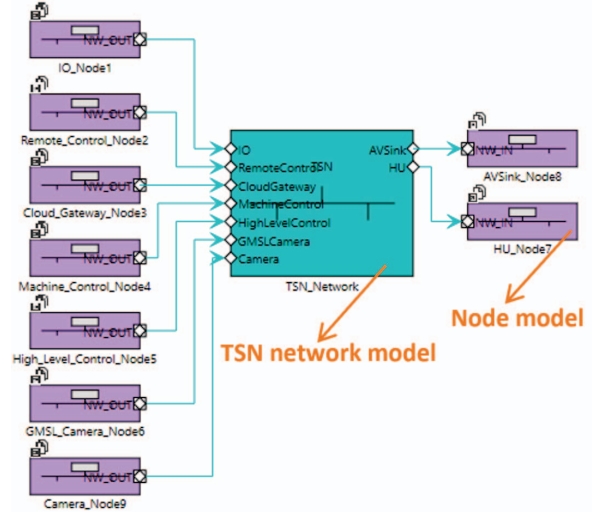 NW_OUT
IO_Node1
NW_OUT
Remote_Control_Node2
NW_OUT
Cloud_Gateway_Node3
NW_OUT
Machine_Control_Node4
NW_OUT
High_Level_Control_Node5
NW_OUT
GMSL_Camera_Node6
NW_OUT
Camera_Node9
IO
RemoteControl
CloudGateway
MachineControl
HighLevelControl
GMSLCamera
Camera
TSN
AVSink
HU
TSN_Network
TSN network model
NW_IN
AVSink_Node8
NW_IN
HU_Node7
Node model